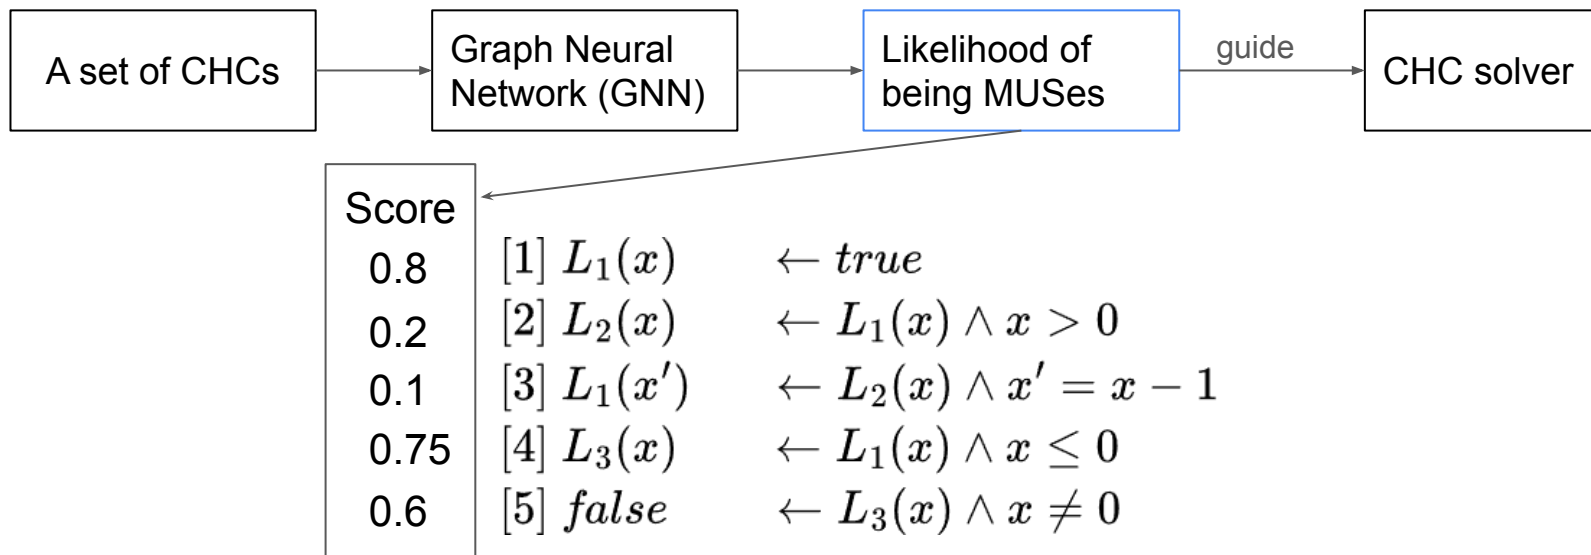 A set of CHCs
Graph Neural
Network (GNN)
Likelihood of
being MUSes
guide
CHC solver
Score
0.8 [1] L₁(x) ← true
0.2 [2] L₂(x) ← L₁(x) ∧ x > 0
0.1 [3] L₁(x′) ← L₂(x) ∧ x′ = x − 1
0.75 [4] L₃(x) ← L₁(x) ∧ x ≤ 0
0.6 [5] false ← L₃(x) ∧ x ≠ 0